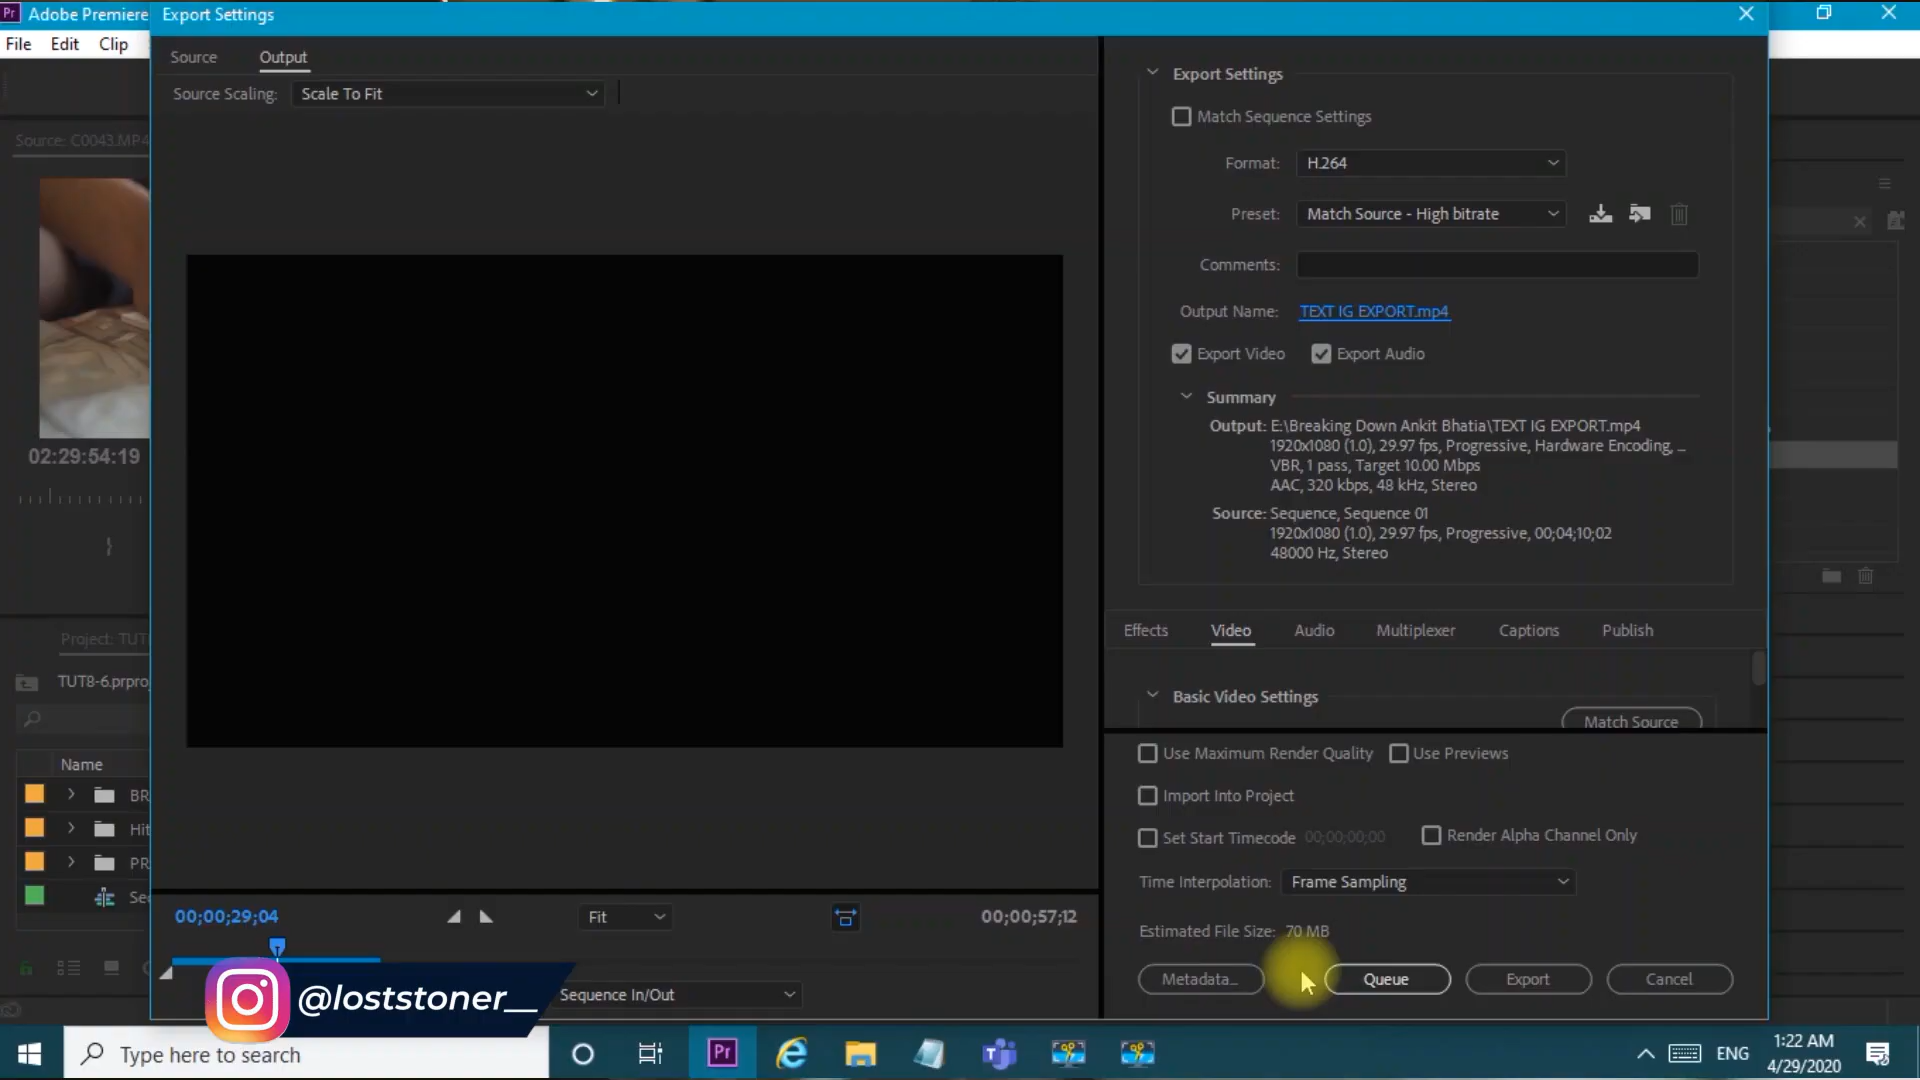 Pr Adobe Premiere
Export Settings
File Edit Clip
Source Output
Source Scaling: Scale To Fit
Export Settings
Match Sequence Settings
Format: H.264
Preset: Match Source - High bitrate
Comments:
Output Name: TEXT IG EXPORT.mp4
Export Video Export Audio
Summary
Output: E:\Breaking Down Ankit Bhatia\TEXT IG EXPORT.mp4
1920x1080 (1.0), 29.97 fps, Progressive, Hardware Encoding, ...
VBR, 1 pass, Target 10.00 Mbps
AAC, 320 kbps, 48 kHz, Stereo
Source: Sequence, Sequence 01
1920x1080 (1.0), 29.97 fps, Progressive, 00;04;10;02
48000 Hz, Stereo
Effects Video Audio Multiplexer Captions Publish
Basic Video Settings
Match Source
Use Maximum Render Quality Use Previews
Import Into Project
Set Start Timecode 00;00;00;00 Render Alpha Channel Only
Time Interpolation: Frame Sampling
Estimated File Size: 70 MB
Metadata... Queue Export Cancel
Source: C0043.MP4
02:29:54:19
Project: TUT
TUT8-6.prproj
Name
BR
Hit
PR
Sec
00;00;29;04 Fit 00;00;57;12
@loststoner__
Sequence In/Out
Type here to search
Pr
ENG
1:22 AM
4/29/2020